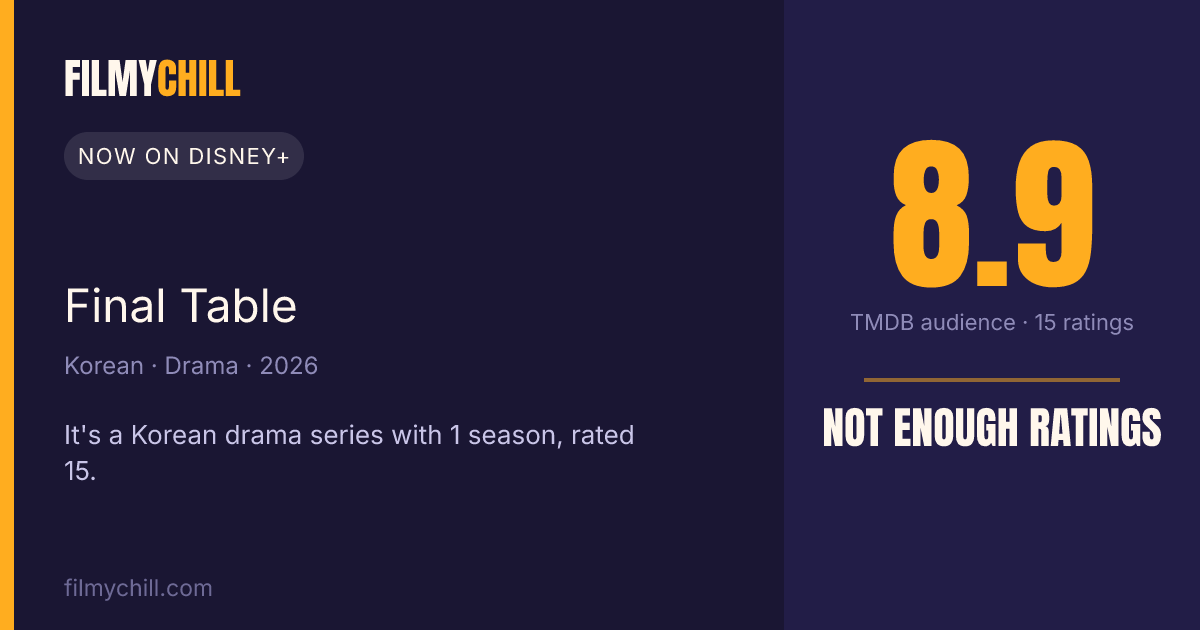 FILMYCHILL
NOW ON DISNEY+
Final Table
Korean · Drama · 2026
It's a Korean drama series with 1 season, rated
15.
filmychill.com
8.9
TMDB audience · 15 ratings
NOT ENOUGH RATINGS